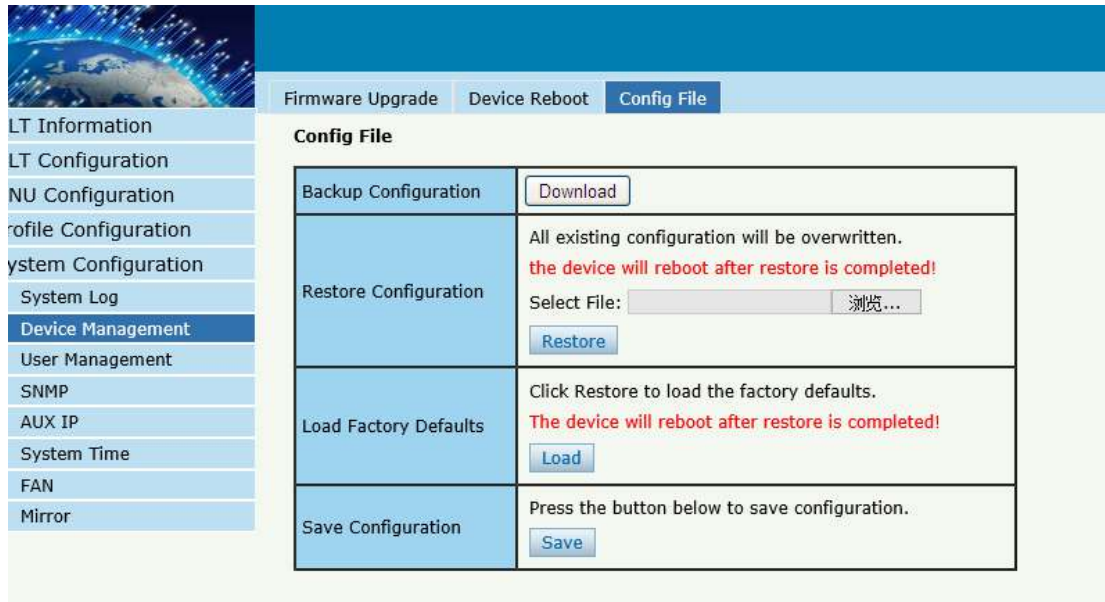 Firmware Upgrade Device Reboot Config File
LT Information
LT Configuration
NU Configuration
rofile Configuration
ystem Configuration
System Log
Device Management
User Management
SNMP
AUX IP
System Time
FAN
Mirror
Config File
Backup Configuration Download
Restore Configuration
All existing configuration will be overwritten.
the device will reboot after restore is completed!
Select File: 浏览...
Restore
Load Factory Defaults
Click Restore to load the factory defaults.
The device will reboot after restore is completed!
Load
Save Configuration
Press the button below to save configuration.
Save